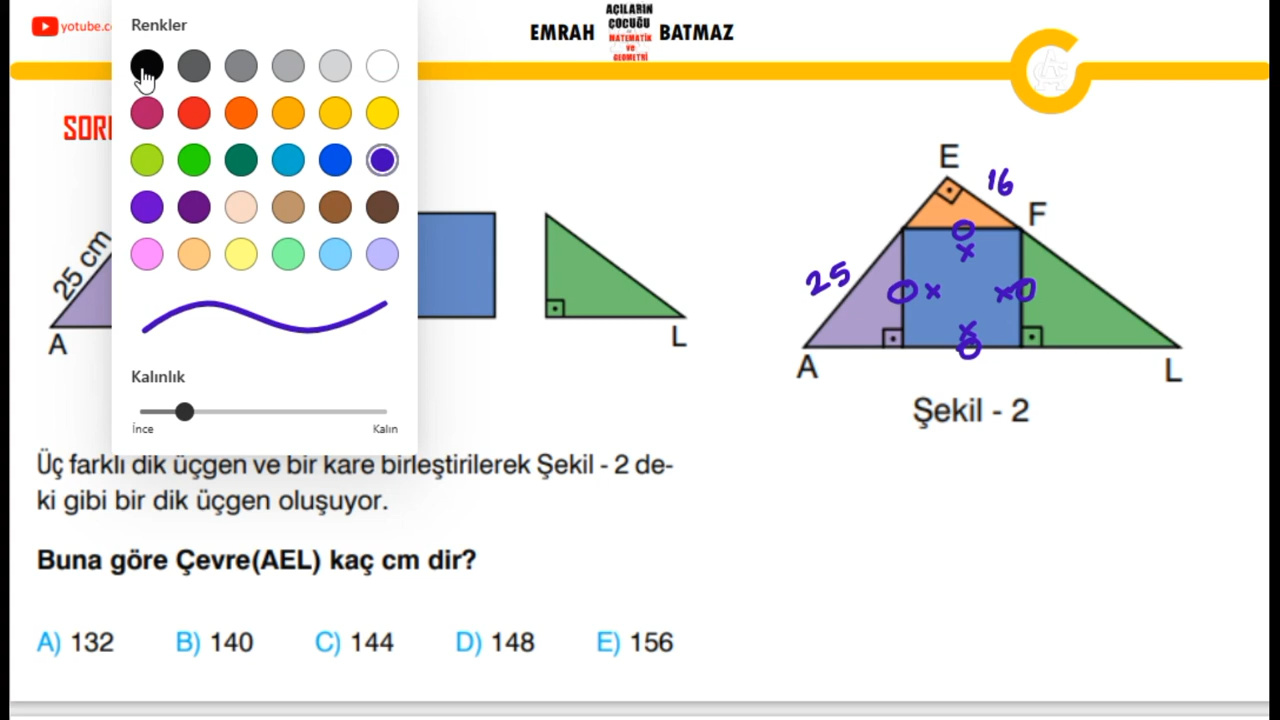 Renkler
yotube.c
EMRAH
AÇILARIN
ÇOCUĞU
MATEMATİK
ve
GEOMETRİ
BATMAZ
SORU
25 cm
A
L
E
16
F
25
A
L
Şekil - 2
Kalınlık
İnce
Kalın
Üç farklı dik üçgen ve bir kare birleştirilerek Şekil - 2 de-
ki gibi bir dik üçgen oluşuyor.
Buna göre Çevre(AEL) kaç cm dir?
A) 132 B) 140 C) 144 D) 148 E) 156